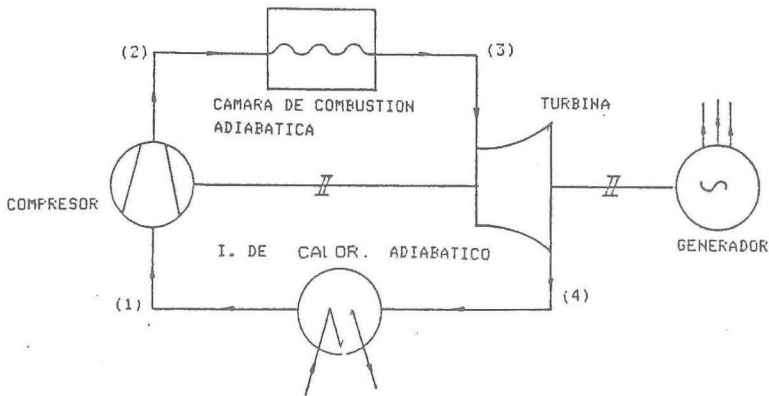 (2)
(3)
CAMARA DE COMBUSTION
ADIABATICA
TURBINA
COMPRESOR
GENERADOR
I. DE CALOR. ADIABATICO
(1)
(4)